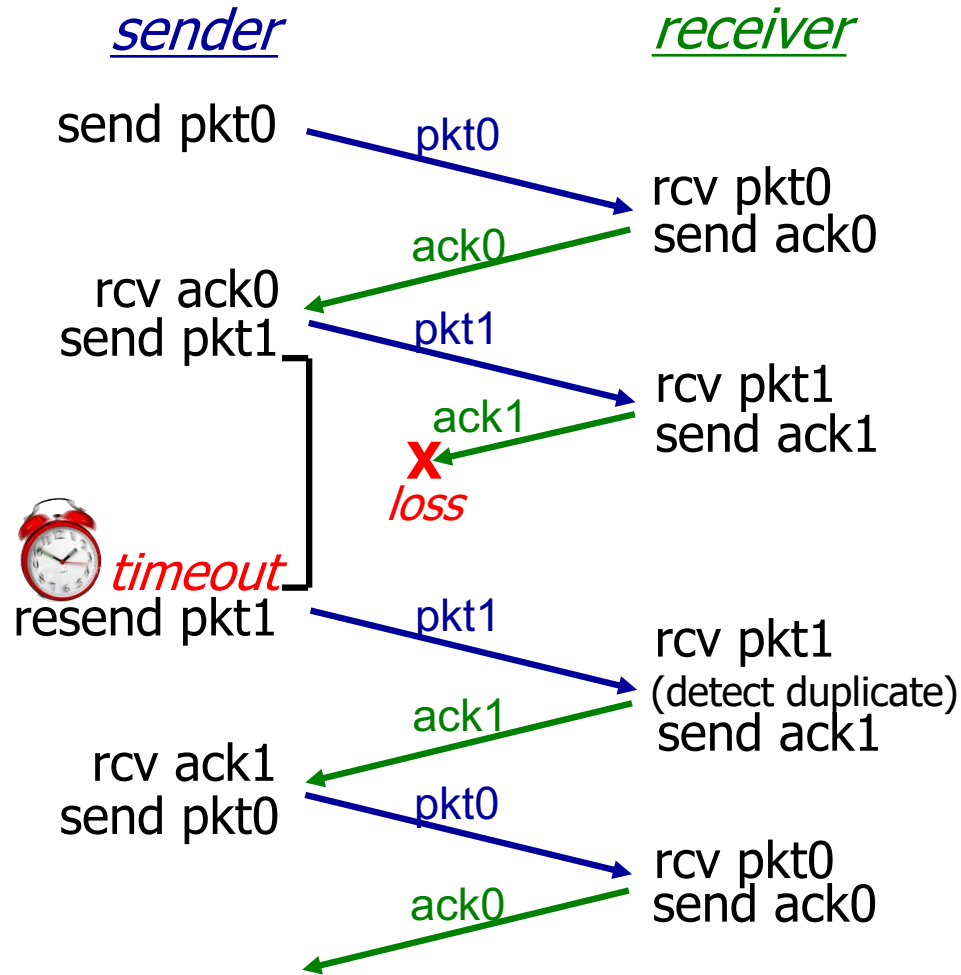 sender
receiver
send pkt0
pkt0
rcv pkt0
send ack0
ack0
rcv ack0
send pkt1
pkt1
rcv pkt1
send ack1
ack1
X
loss
timeout
resend pkt1
pkt1
rcv pkt1
(detect duplicate)
send ack1
ack1
rcv ack1
send pkt0
pkt0
rcv pkt0
send ack0
ack0